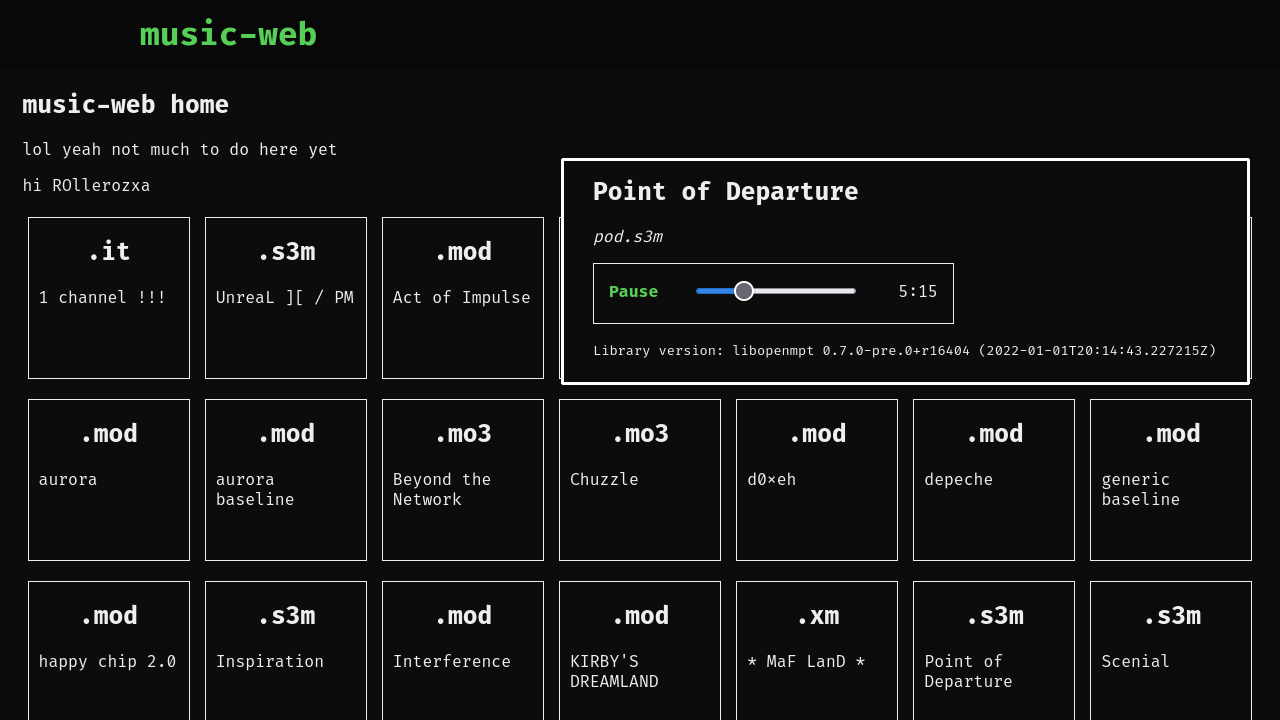 music-web
music-web home
lol yeah not much to do here yet
hi ROllerozxa
Point of Departure
pod.s3m
Pause 5:15
Library version: libopenmpt 0.7.0-pre.0+r16404 (2022-01-01T20:14:43.227215Z)
.it
1 channel !!!
.s3m
UnreaL ][ / PM
.mod
Act of Impulse
.mod
aurora
.mod
aurora
baseline
.mo3
Beyond the
Network
.mo3
Chuzzle
.mod
d0×eh
.mod
depeche
.mod
generic
baseline
.mod
happy chip 2.0
.s3m
Inspiration
.mod
Interference
.mod
KIRBY'S
DREAMLAND
.xm
* MaF LanD *
.s3m
Point of
Departure
.s3m
Scenial